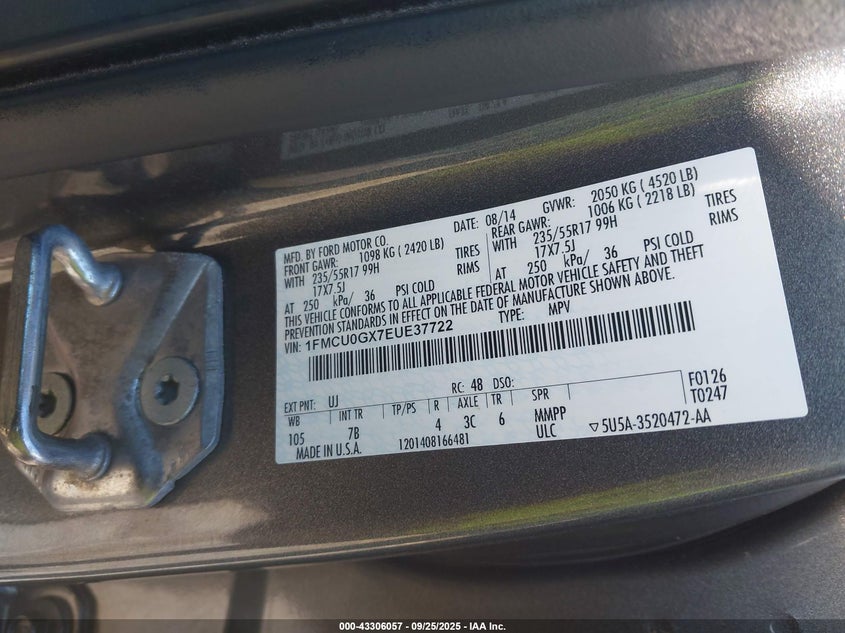 MFD. BY FORD MOTOR CO.
DATE: 08/14
GVWR: 2050 KG ( 4520 LB)
FRONT GAWR: 1098 KG ( 2420 LB)
REAR GAWR: 1006 KG ( 2218 LB)
WITH 235/55R17 99H TIRES
WITH 235/55R17 99H TIRES
17X7.5J RIMS
17X7.5J RIMS
AT 250 kPa/ 36 PSI COLD
AT 250 kPa/ 36 PSI COLD
THIS VEHICLE CONFORMS TO ALL APPLICABLE FEDERAL MOTOR VEHICLE SAFETY AND THEFT
PREVENTION STANDARDS IN EFFECT ON THE DATE OF MANUFACTURE SHOWN ABOVE.
VIN: 1FMCU0GX7EUE37722
TYPE: MPV
EXT PNT: UJ RC: 48 DSO: F0126
WB INT TR TP/PS R AXLE TR SPR T0247
105 7B 4 3C 6 MMPP
MADE IN U.S.A. 1201408166481 ULC ▽5U5A-3520472-AA
000-43306057 - 09/25/2025 - IAA Inc.